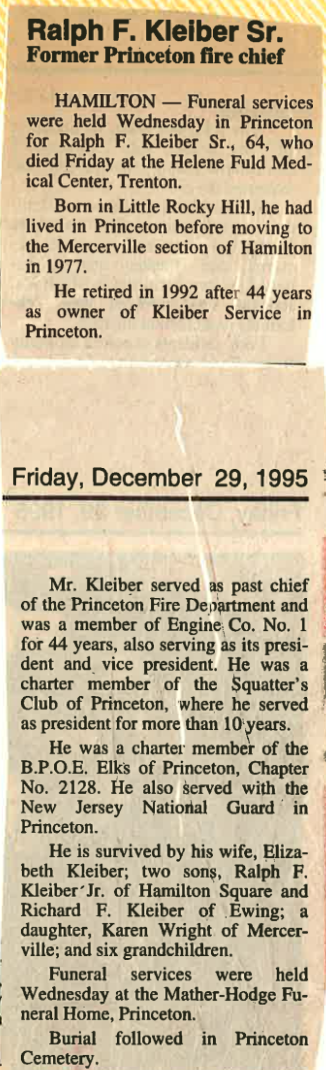 Ralph F. Kleiber Sr.
Former Princeton fire chief
HAMILTON — Funeral services
were held Wednesday in Princeton
for Ralph F. Kleiber Sr., 64, who
died Friday at the Helene Fuld Med-
ical Center, Trenton.
Born in Little Rocky Hill, he had
lived in Princeton before moving to
the Mercerville section of Hamilton
in 1977.
He retired in 1992 after 44 years
as owner of Kleiber Service in
Princeton.
Friday, December 29, 1995
Mr. Kleiber served as past chief
of the Princeton Fire Department and
was a member of Engine Co. No. 1
for 44 years, also serving as its presi-
dent and vice president. He was a
charter member of the Squatter's
Club of Princeton, where he served
as president for more than 10 years.
He was a charter member of the
B.P.O.E. Elks of Princeton, Chapter
No. 2128. He also served with the
New Jersey National Guard in
Princeton.
He is survived by his wife, Eliza-
beth Kleiber; two sons, Ralph F.
Kleiber Jr. of Hamilton Square and
Richard F. Kleiber of Ewing; a
daughter, Karen Wright of Mercer-
ville; and six grandchildren.
Funeral services were held
Wednesday at the Mather-Hodge Fu-
neral Home, Princeton.
Burial followed in Princeton
Cemetery.